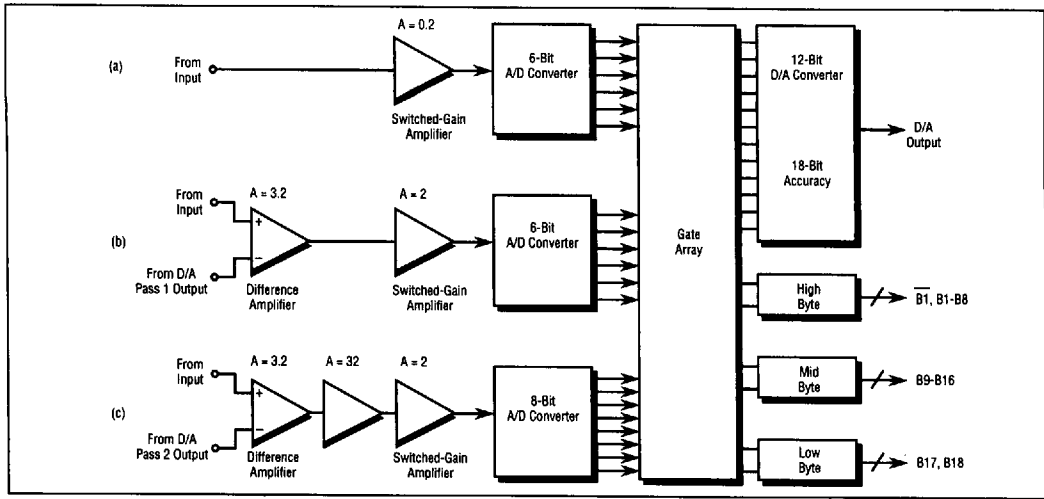 (a)
From
Input
A = 0.2
Switched-Gain
Amplifier
6-Bit
A/D Converter
(b)
From
Input
From D/A
Pass 1 Output
A = 3.2
+
−
Difference
Amplifier
A = 2
Switched-Gain
Amplifier
6-Bit
A/D Converter
(c)
From
Input
From D/A
Pass 2 Output
A = 3.2
+
−
Difference
Amplifier
A = 32
A = 2
Switched-Gain
Amplifier
8-Bit
A/D Converter
Gate
Array
12-Bit
D/A Converter
18-Bit
Accuracy
D/A
Output
High
Byte
B̅1̅, B1-B8
Mid
Byte
B9-B16
Low
Byte
B17, B18